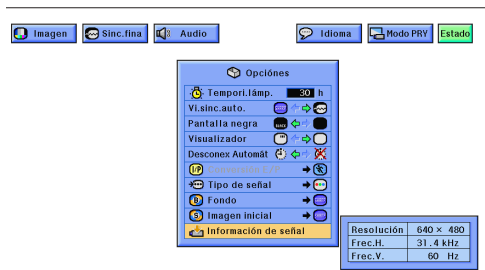 Imagen Sinc.fina Audio Idioma Modo PRY Estado
Opciónes
Tempori.lámp. 30 h
Vi.sinc.auto.
Pantalla negra
Visualizador
Desconex Automát
I/P
Tipo de señal
B Fondo
S Imagen inicial
Información de señal
Resolución 640 × 480
Frec.H. 31.4 kHz
Frec.V. 60 Hz